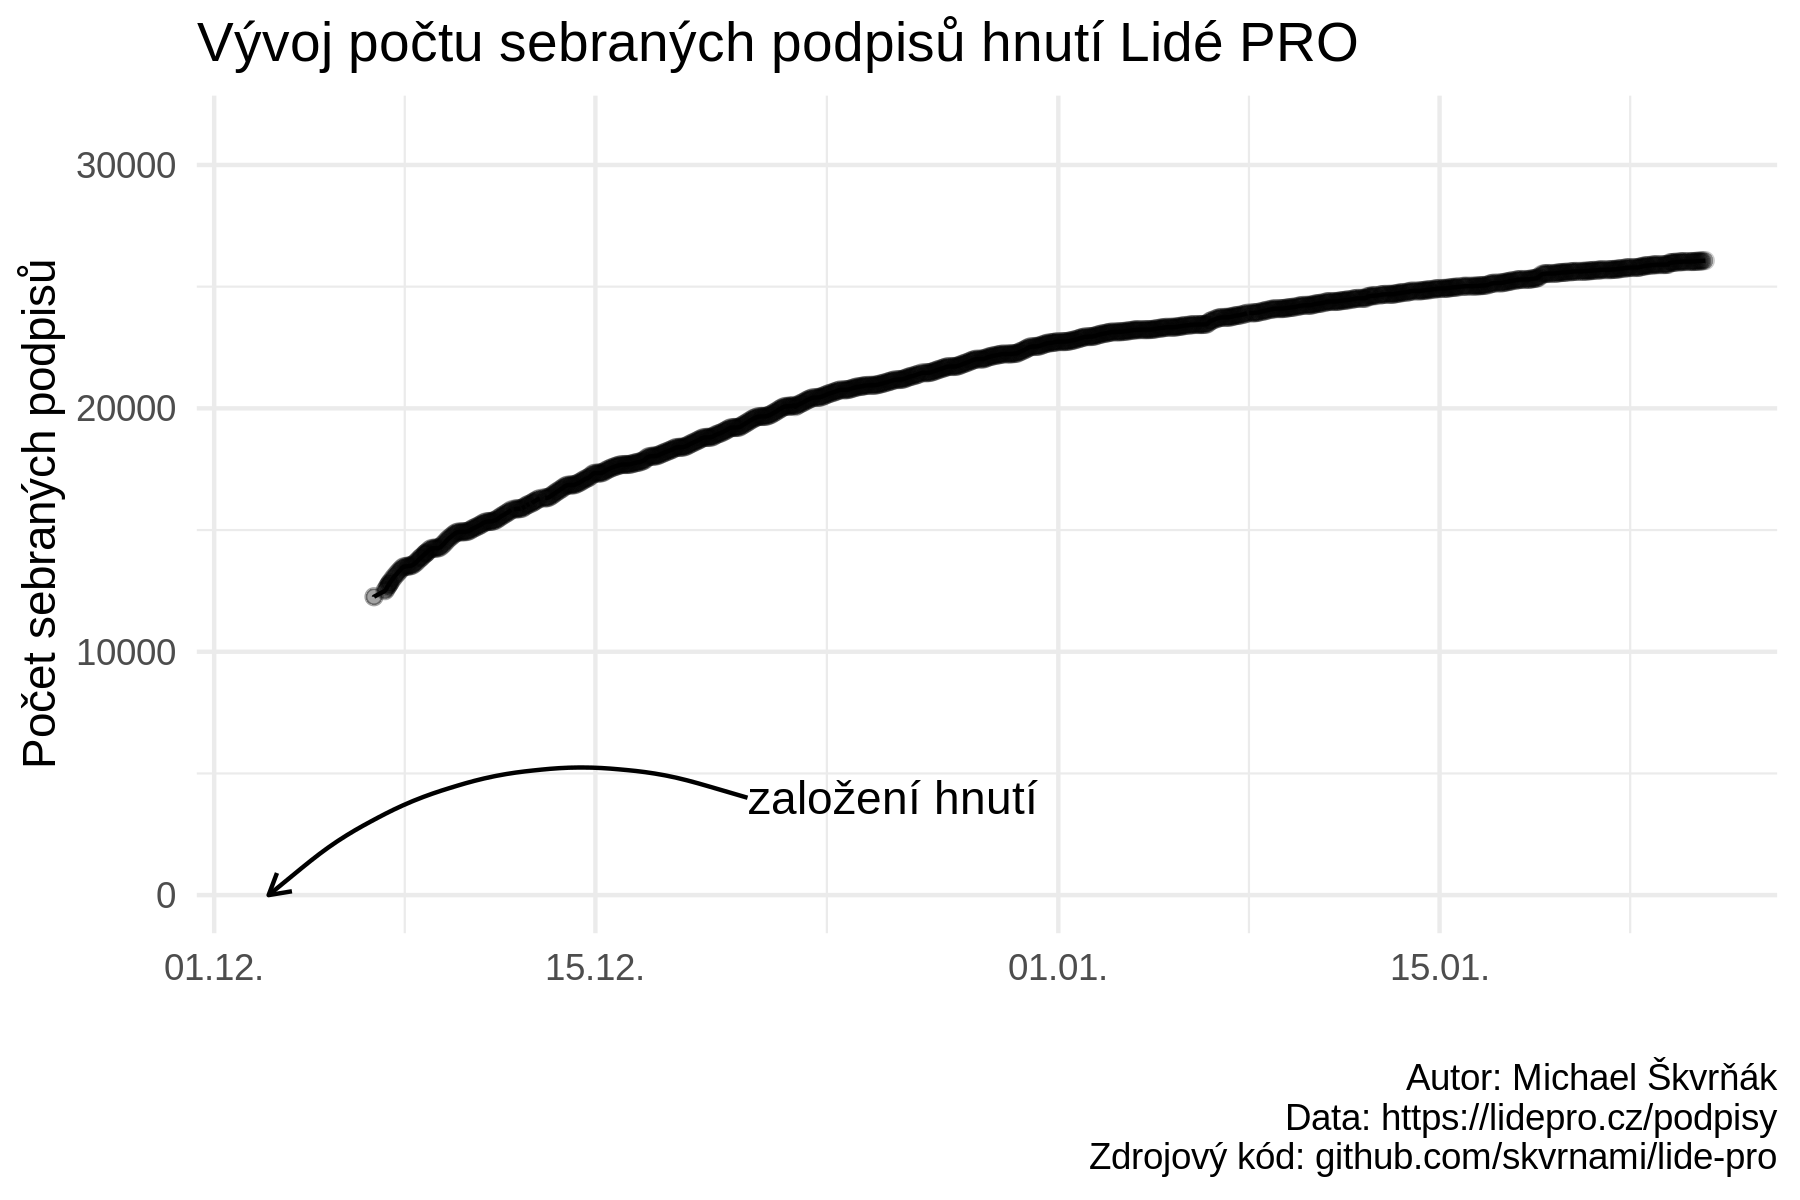 Vývoj počtu sebraných podpisů hnutí Lidé PRO
Počet sebraných podpisů
30000
20000
10000
0
založení hnutí
01.12.
15.12.
01.01.
15.01.
Autor: Michael Škvrňák
Data: https://lidepro.cz/podpisy
Zdrojový kód: github.com/skvrnami/lide-pro